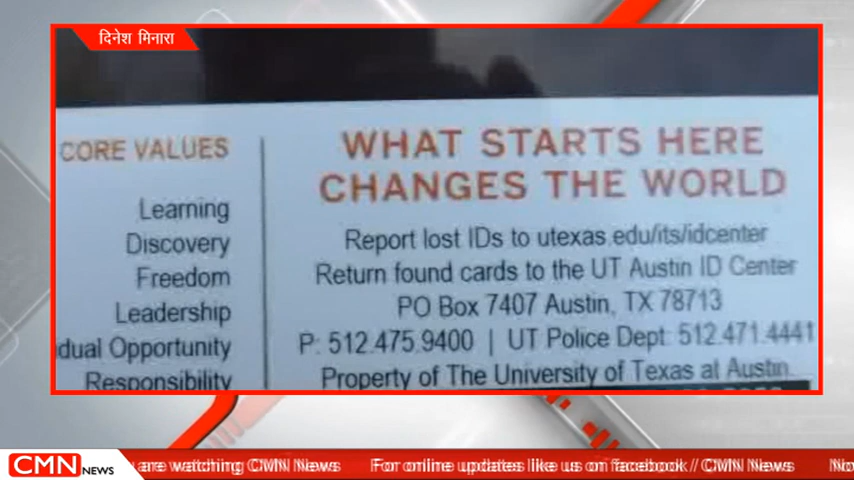 दिनेश मिनारा
CORE VALUES
Learning
Discovery
Freedom
Leadership
dual Opportunity
Responsibility
WHAT STARTS HERE
CHANGES THE WORLD
Report lost IDs to utexas.edu/its/idcenter
Return found cards to the UT Austin ID Center
PO Box 7407 Austin, TX 78713
P: 512.475.9400 | UT Police Dept: 512.471.4441
Property of The University of Texas at Austin.
CMN NEWS are watching CMN News For online updates like us on facebook // CMN News